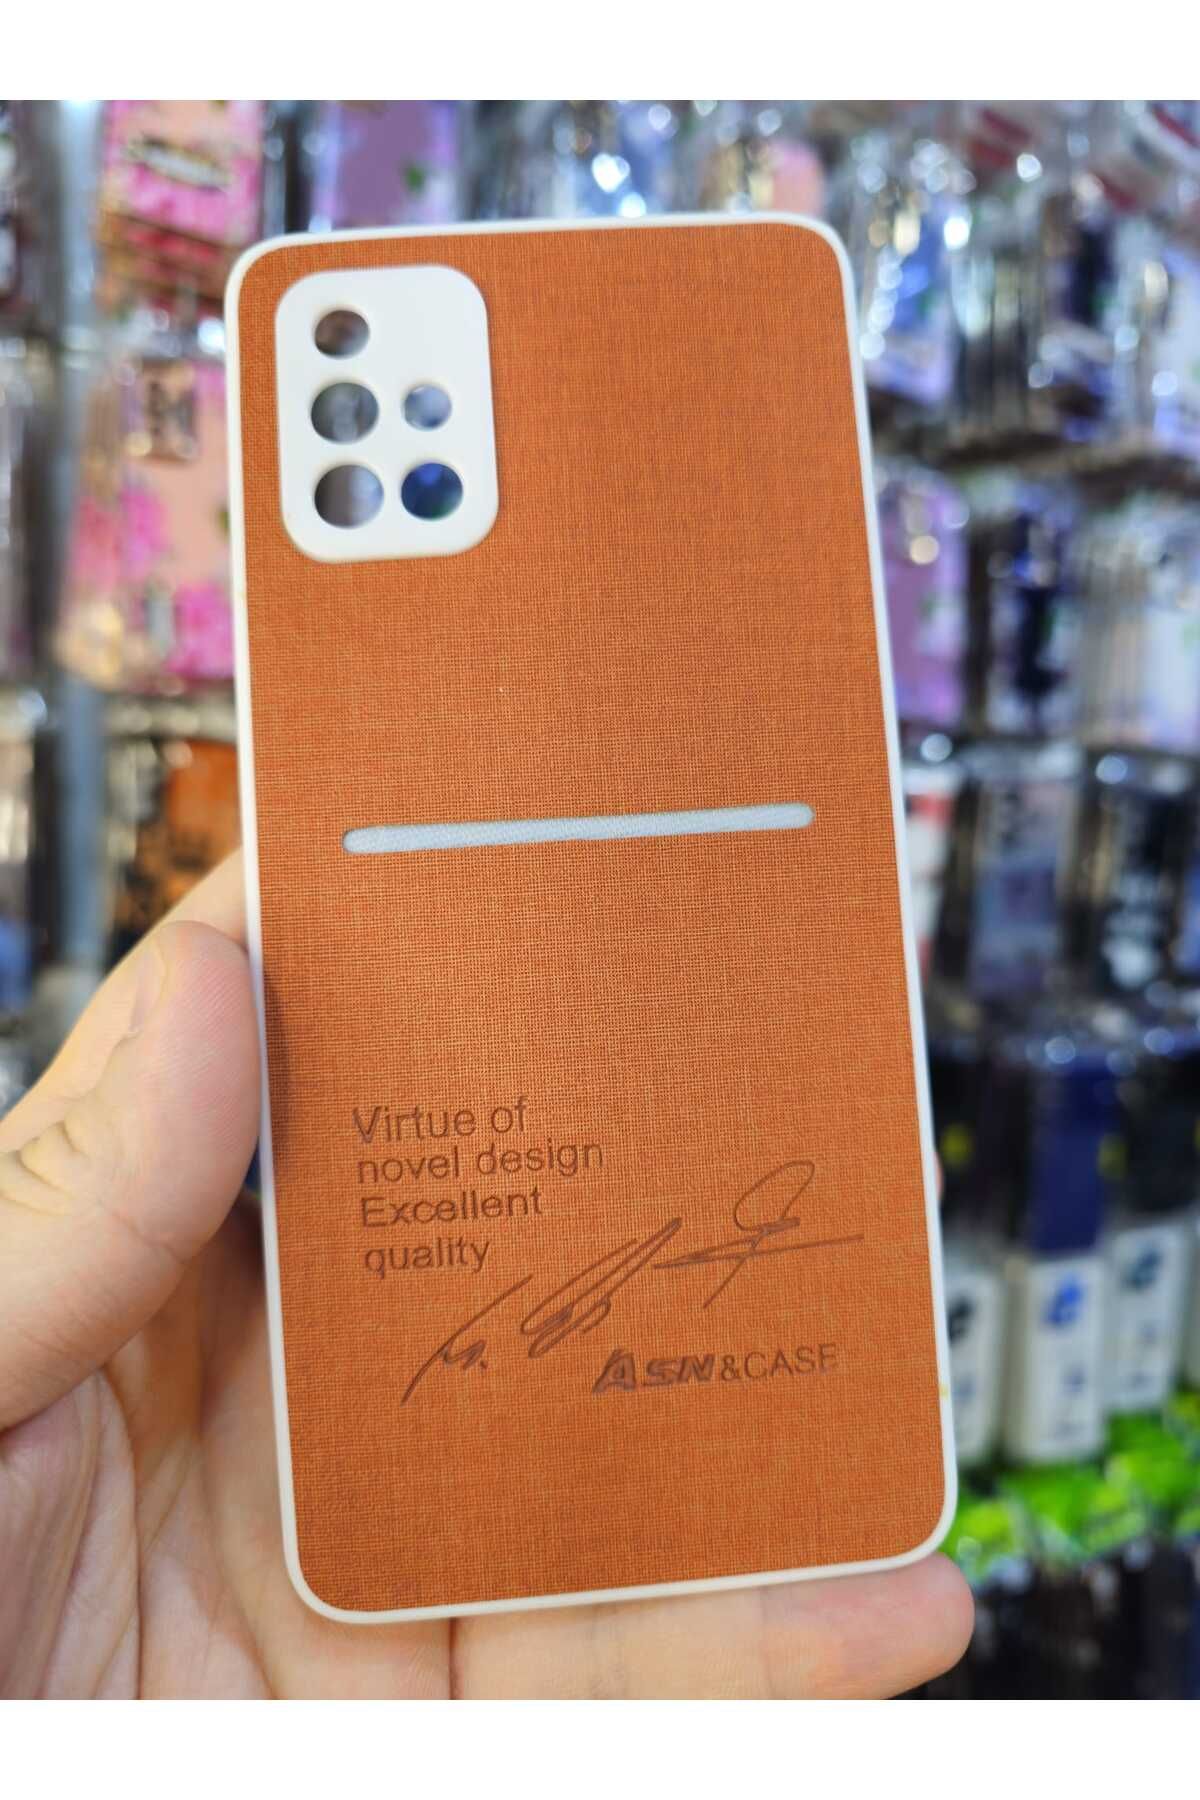 Virtue of
novel design
Excellent
quality
ASN&CASE